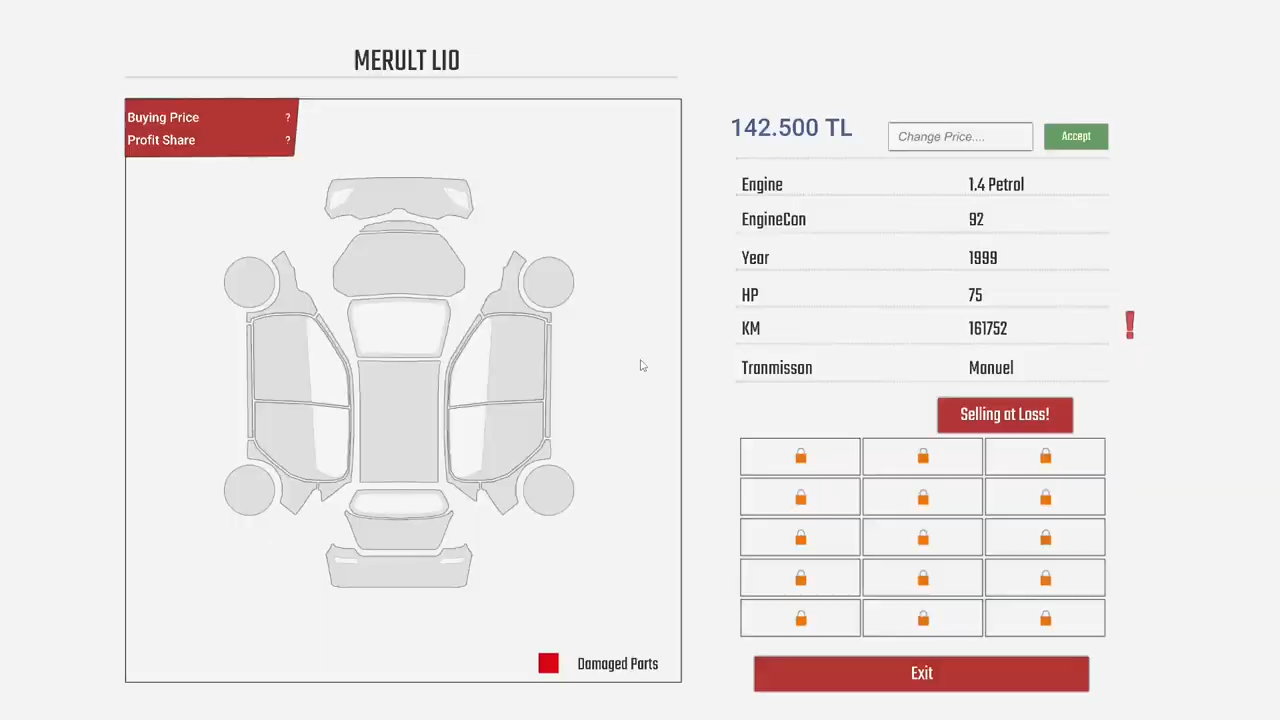 MERULT LIO
Buying Price ?
Profit Share ?
142.500 TL
Change Price....
Accept
Engine 1.4 Petrol
EngineCon 92
Year 1999
HP 75
KM 161752
!
Tranmisson Manuel
Selling at Loss!
Damaged Parts
Exit